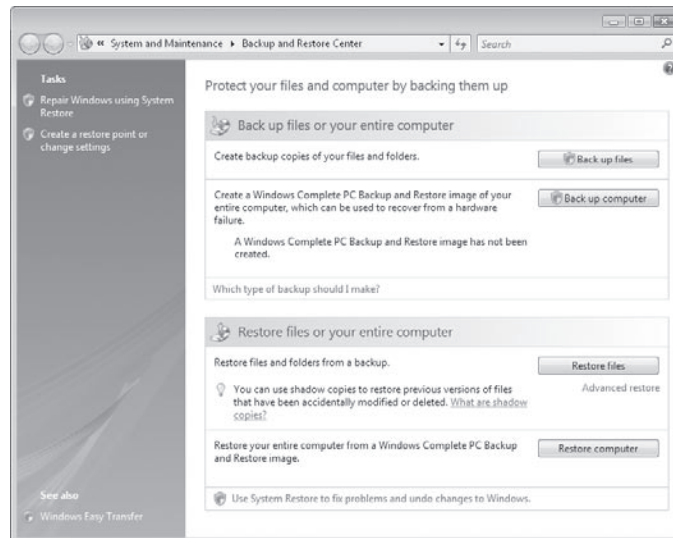 « System and Maintenance ▸ Backup and Restore Center
Search
Tasks
Repair Windows using System
Restore
Create a restore point or
change settings
See also
Windows Easy Transfer
Protect your files and computer by backing them up
Back up files or your entire computer
Create backup copies of your files and folders.
Back up files
Create a Windows Complete PC Backup and Restore image of your
entire computer, which can be used to recover from a hardware
failure.
Back up computer
A Windows Complete PC Backup and Restore image has not been
created.
Which type of backup should I make?
Restore files or your entire computer
Restore files and folders from a backup.
Restore files
You can use shadow copies to restore previous versions of files
that have been accidentally modified or deleted. What are shadow
copies?
Advanced restore
Restore your entire computer from a Windows Complete PC Backup
and Restore image.
Restore computer
Use System Restore to fix problems and undo changes to Windows.